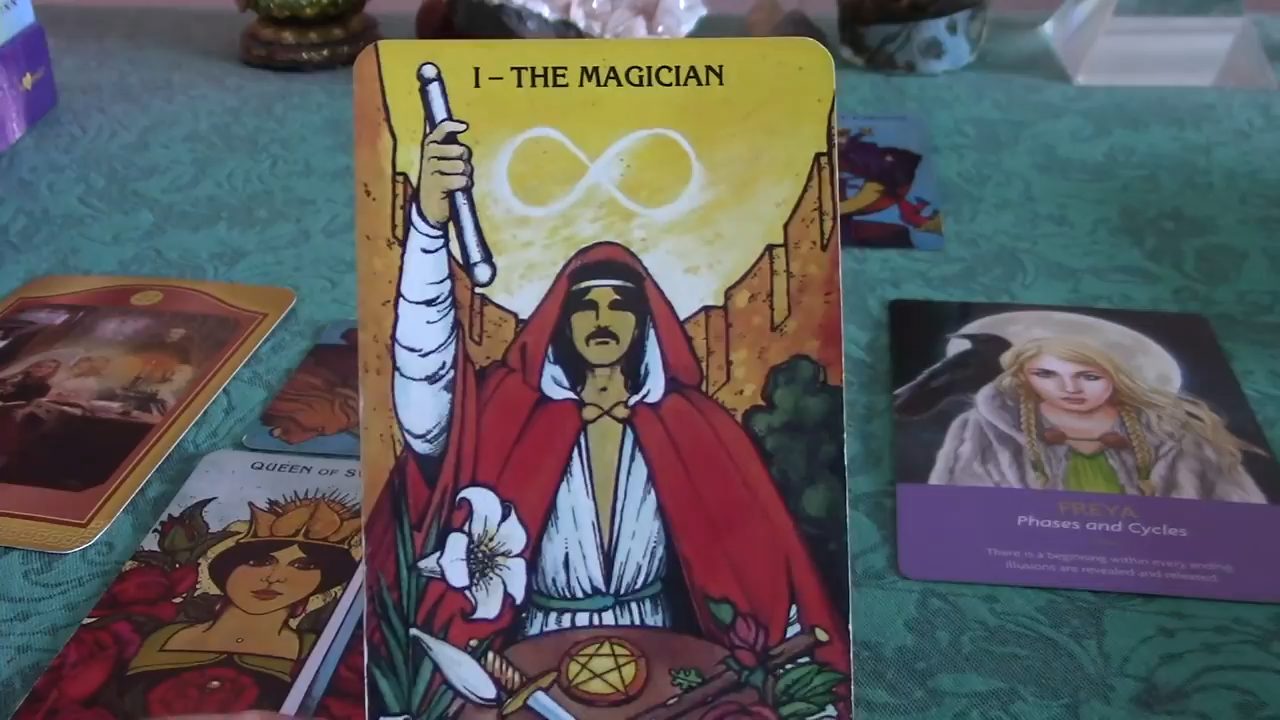 I – THE MAGICIAN
QUEEN OF
FREYA
Phases and Cycles
There is a beginning within every ending.
Illusions are revealed and released.